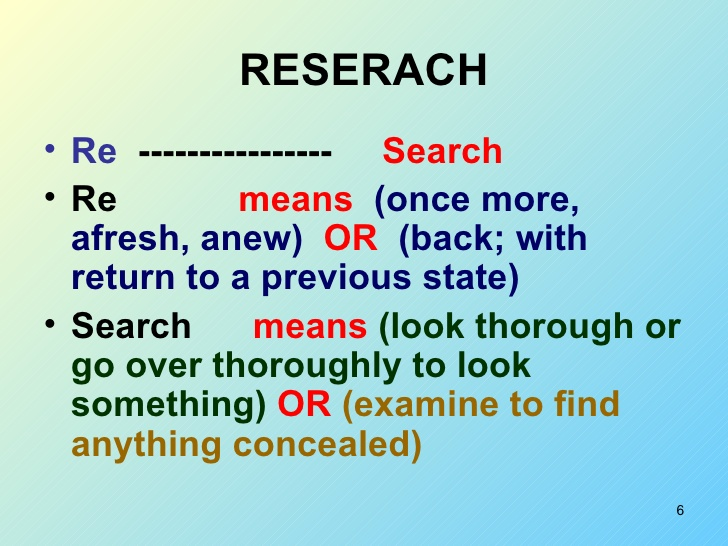 RESERACH
• Re ---------------- Search
• Re means (once more,
afresh, anew) OR (back; with
return to a previous state)
• Search means (look thorough or
go over thoroughly to look
something) OR (examine to find
anything concealed)
6